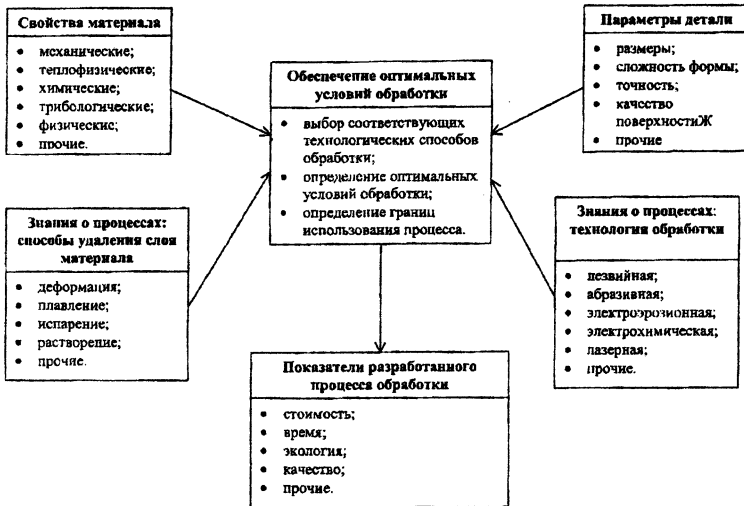 Свойства материала
• механические;
• теплофизические;
• химические;
• трибологические;
• физические;
• прочие.
Обеспечение оптимальных
условий обработки
• выбор соответствующих
технологических способов
обработки;
• определение оптимальных
условий обработки;
• определение границ
использования процесса.
Параметры детали
• размеры;
• сложность формы;
• точность;
• качество
поверхностиЖ
• прочие
Знания о процессах:
способы удаления слоя
материала
• деформация;
• плавление;
• испарение;
• растворение;
• прочие.
Знания о процессах:
технология обработки
• лезвийная;
• абразивная;
• электроэрозионная;
• электрохимическая;
• лазерная;
• прочие.
Показатели разработанного
процесса обработки
• стоимость;
• время;
• экология;
• качество;
• прочие.